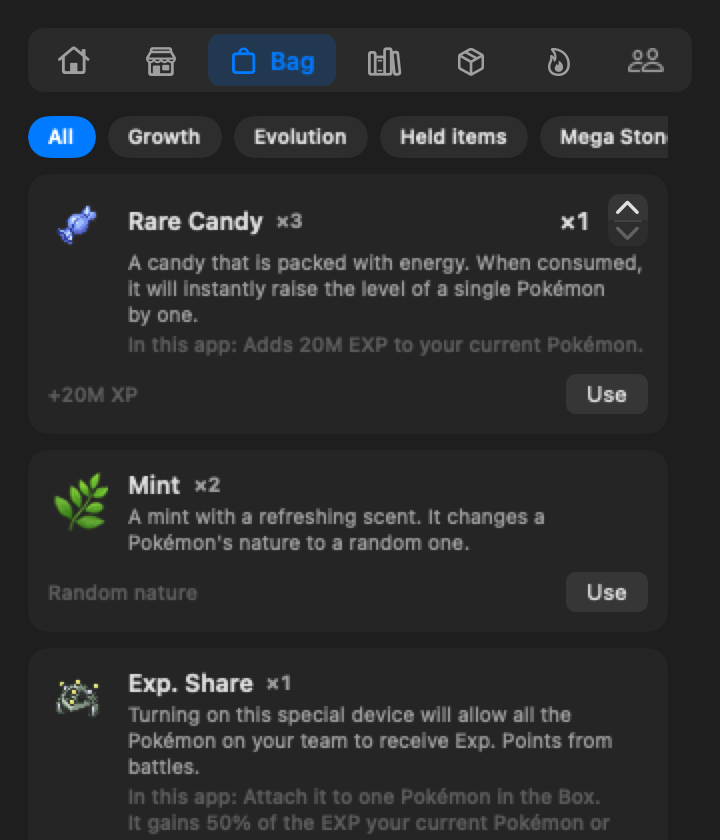 Bag
All Growth Evolution Held items Mega Ston
Rare Candy ×3 ×1
A candy that is packed with energy. When consumed,
it will instantly raise the level of a single Pokémon
by one.
In this app: Adds 20M EXP to your current Pokémon.
+20M XP Use
Mint ×2
A mint with a refreshing scent. It changes a
Pokémon's nature to a random one.
Random nature Use
Exp. Share ×1
Turning on this special device will allow all the
Pokémon on your team to receive Exp. Points from
battles.
In this app: Attach it to one Pokémon in the Box.
It gains 50% of the EXP your current Pokémon or